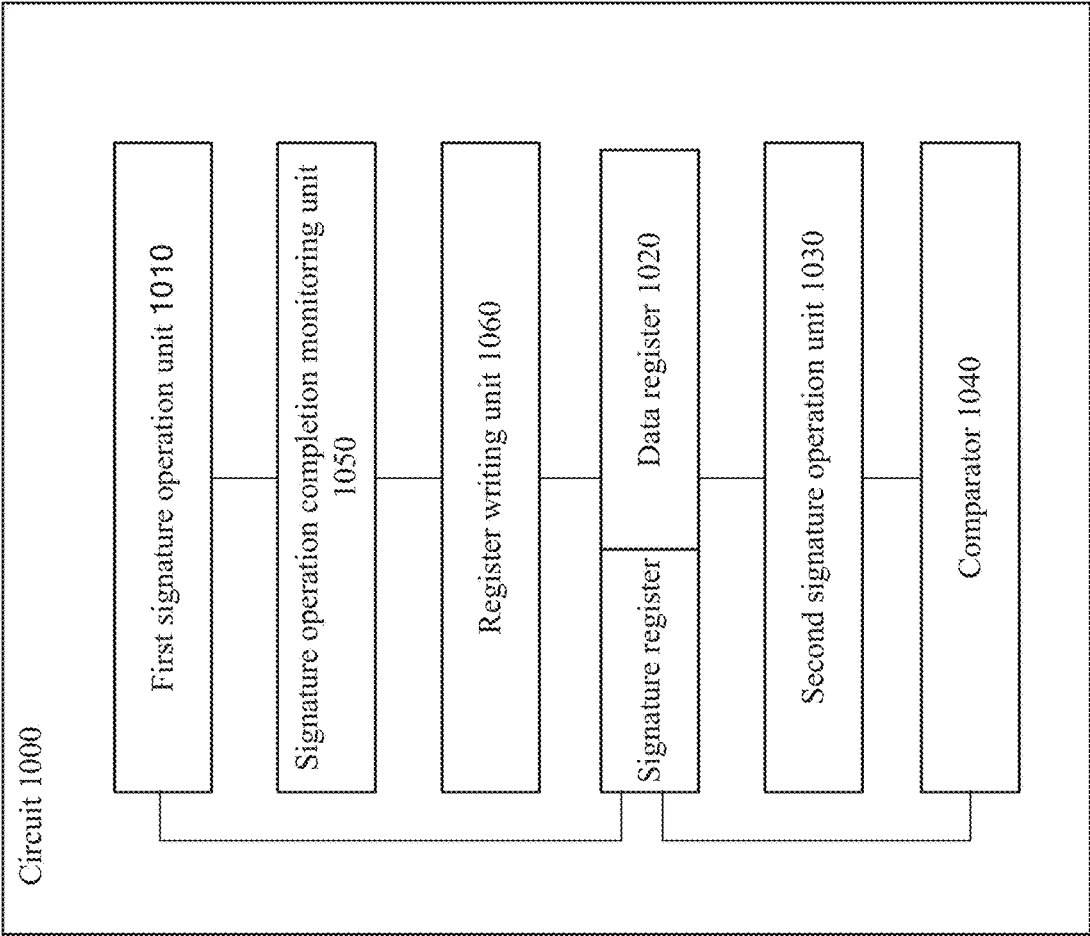 Circuit 1000
First signature operation unit 1010
Signature operation completion monitoring unit
1050
Register writing unit 1060
Signature register
Data register 1020
Second signature operation unit 1030
Comparator 1040